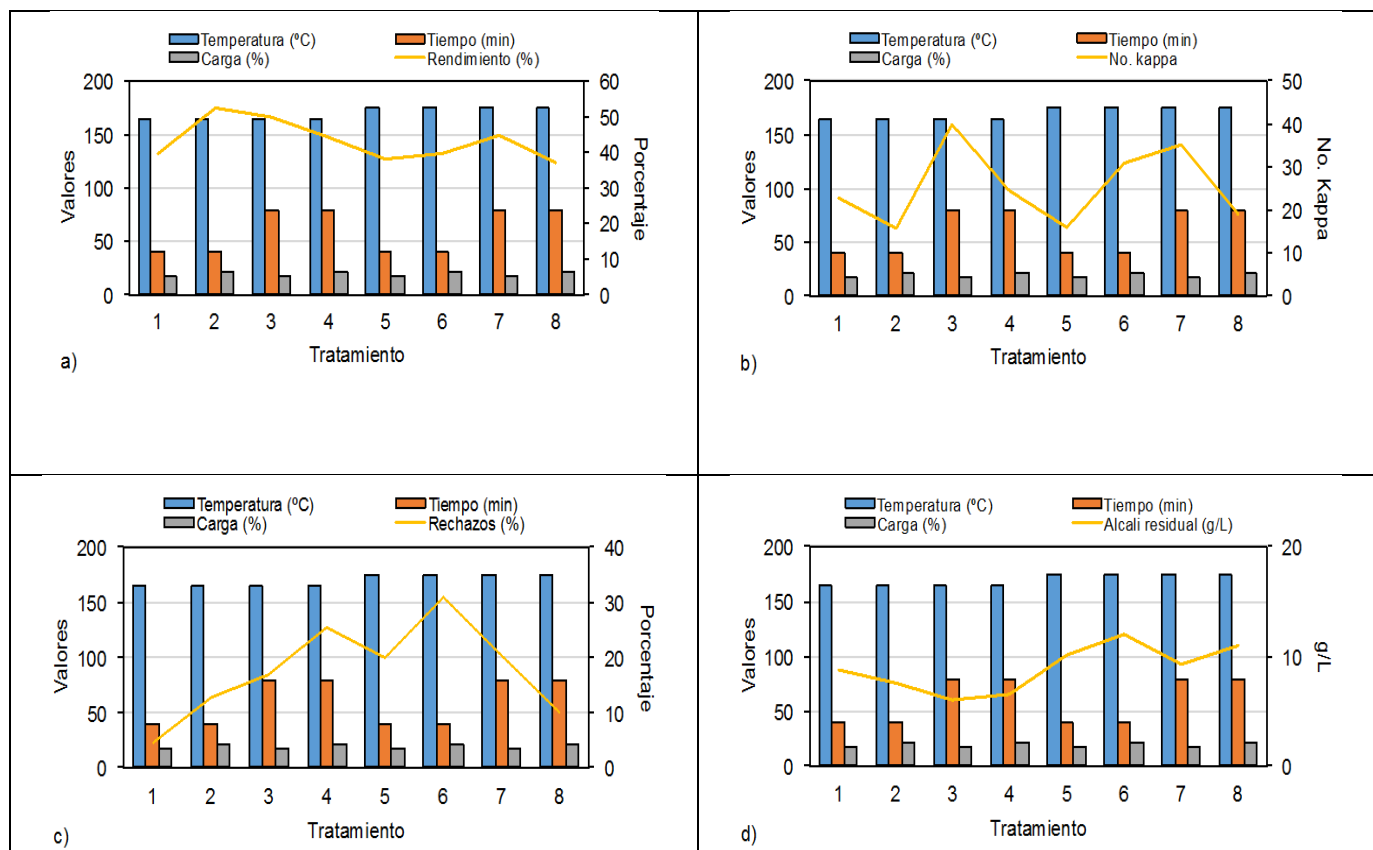 Temperatura (ºC) Tiempo (min)
Carga (%) Rendimiento (%)
200 60
150 50
100 40
50 30
0 20
10
0
Valores
Porcentaje
1 2 3 4 5 6 7 8
Tratamiento
a)
Temperatura (ºC) Tiempo (min)
Carga (%) No. kappa
200 50
150 40
100 30
50 20
0 10
0
Valores
No. Kappa
1 2 3 4 5 6 7 8
Tratamiento
b)
Temperatura (ºC) Tiempo (min)
Carga (%) Rechazos (%)
200 40
150 30
100 20
50 10
0 0
Valores
Porcentaje
1 2 3 4 5 6 7 8
Tratamiento
c)
Temperatura (ºC) Tiempo (min)
Carga (%) Alcali residual (g/L)
200 20
150
100 10
50
0 0
Valores
g/L
1 2 3 4 5 6 7 8
Tratamiento
d)